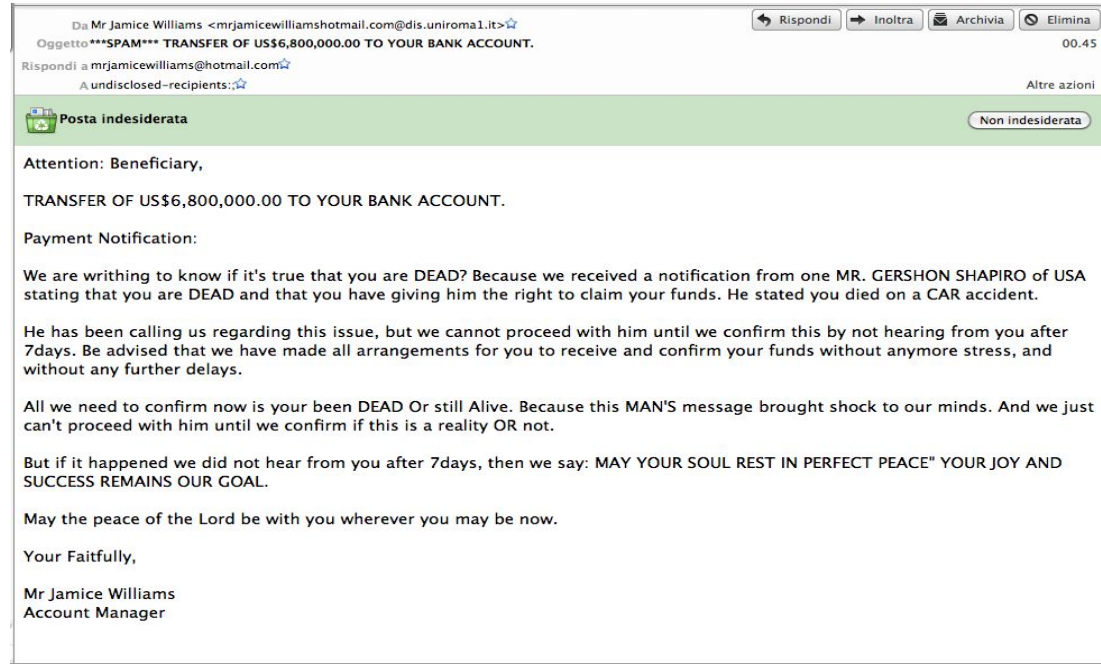 Da Mr Jamice Williams <mrjamicewilliamshotmail.com@dis.uniroma1.it> Rispondi Inoltra Archivia Elimina
Oggetto ***SPAM*** TRANSFER OF US$6,800,000.00 TO YOUR BANK ACCOUNT. 00.45
Rispondi a mrjamicewilliams@hotmail.com
A undisclosed-recipients:; Altre azioni
Posta indesiderata Non indesiderata
Attention: Beneficiary,
TRANSFER OF US$6,800,000.00 TO YOUR BANK ACCOUNT.
Payment Notification:
We are writhing to know if it's true that you are DEAD? Because we received a notification from one MR. GERSHON SHAPIRO of USA
stating that you are DEAD and that you have giving him the right to claim your funds. He stated you died on a CAR accident.
He has been calling us regarding this issue, but we cannot proceed with him until we confirm this by not hearing from you after
7days. Be advised that we have made all arrangements for you to receive and confirm your funds without anymore stress, and
without any further delays.
All we need to confirm now is your been DEAD Or still Alive. Because this MAN'S message brought shock to our minds. And we just
can't proceed with him until we confirm if this is a reality OR not.
But if it happened we did not hear from you after 7days, then we say: MAY YOUR SOUL REST IN PERFECT PEACE" YOUR JOY AND
SUCCESS REMAINS OUR GOAL.
May the peace of the Lord be with you wherever you may be now.
Your Faitfully,
Mr Jamice Williams
Account Manager